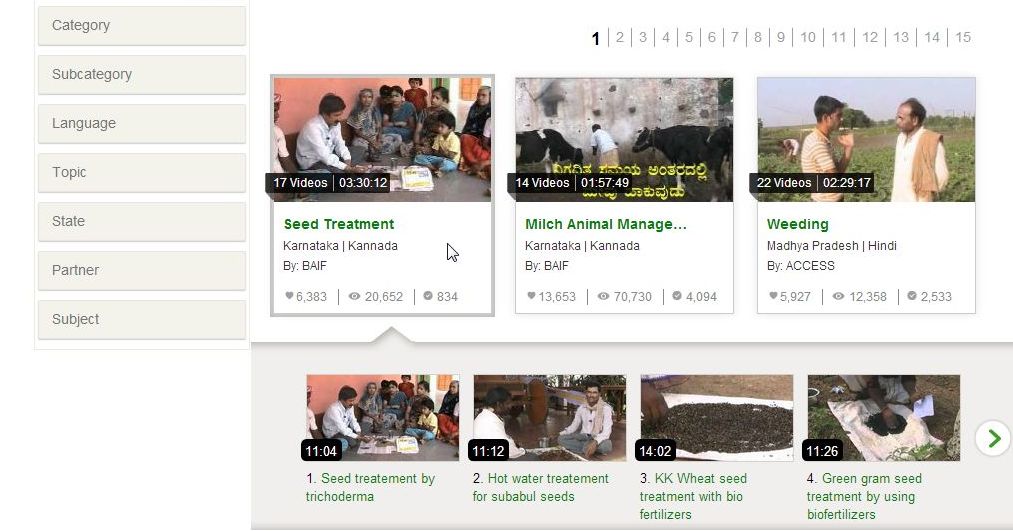 Category
Subcategory
Language
Topic
State
Partner
Subject
1 | 2 | 3 | 4 | 5 | 6 | 7 | 8 | 9 | 10 | 11 | 12 | 13 | 14 | 15
17 Videos | 03:30:12
Seed Treatment
Karnataka | Kannada
By: BAIF
6,383 | 20,652 | 834
ಅಂತರದಲ್ಲಿ
14 Videos | 01:57:49
Milch Animal Manage...
Karnataka | Kannada
By: BAIF
13,653 | 70,730 | 4,094
22 Videos | 02:29:17
Weeding
Madhya Pradesh | Hindi
By: ACCESS
5,927 | 12,358 | 2,533
11:04
1. Seed treatement by
trichoderma
11:12
2. Hot water treatement
for subabul seeds
14:02
3. KK Wheat seed
treatment with bio
fertilizers
11:26
4. Green gram seed
treatment by using
biofertilizers